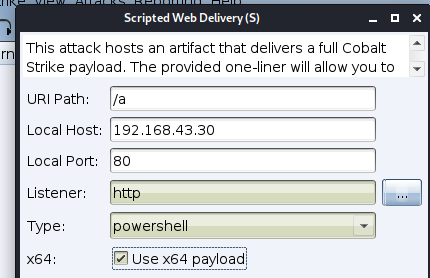 Scripted Web Delivery (S)
This attack hosts an artifact that delivers a full Cobalt
Strike payload. The provided one-liner will allow you to
URI Path: /a
Local Host: 192.168.43.30
Local Port: 80
Listener: http ...
Type: powershell
x64: Use x64 payload